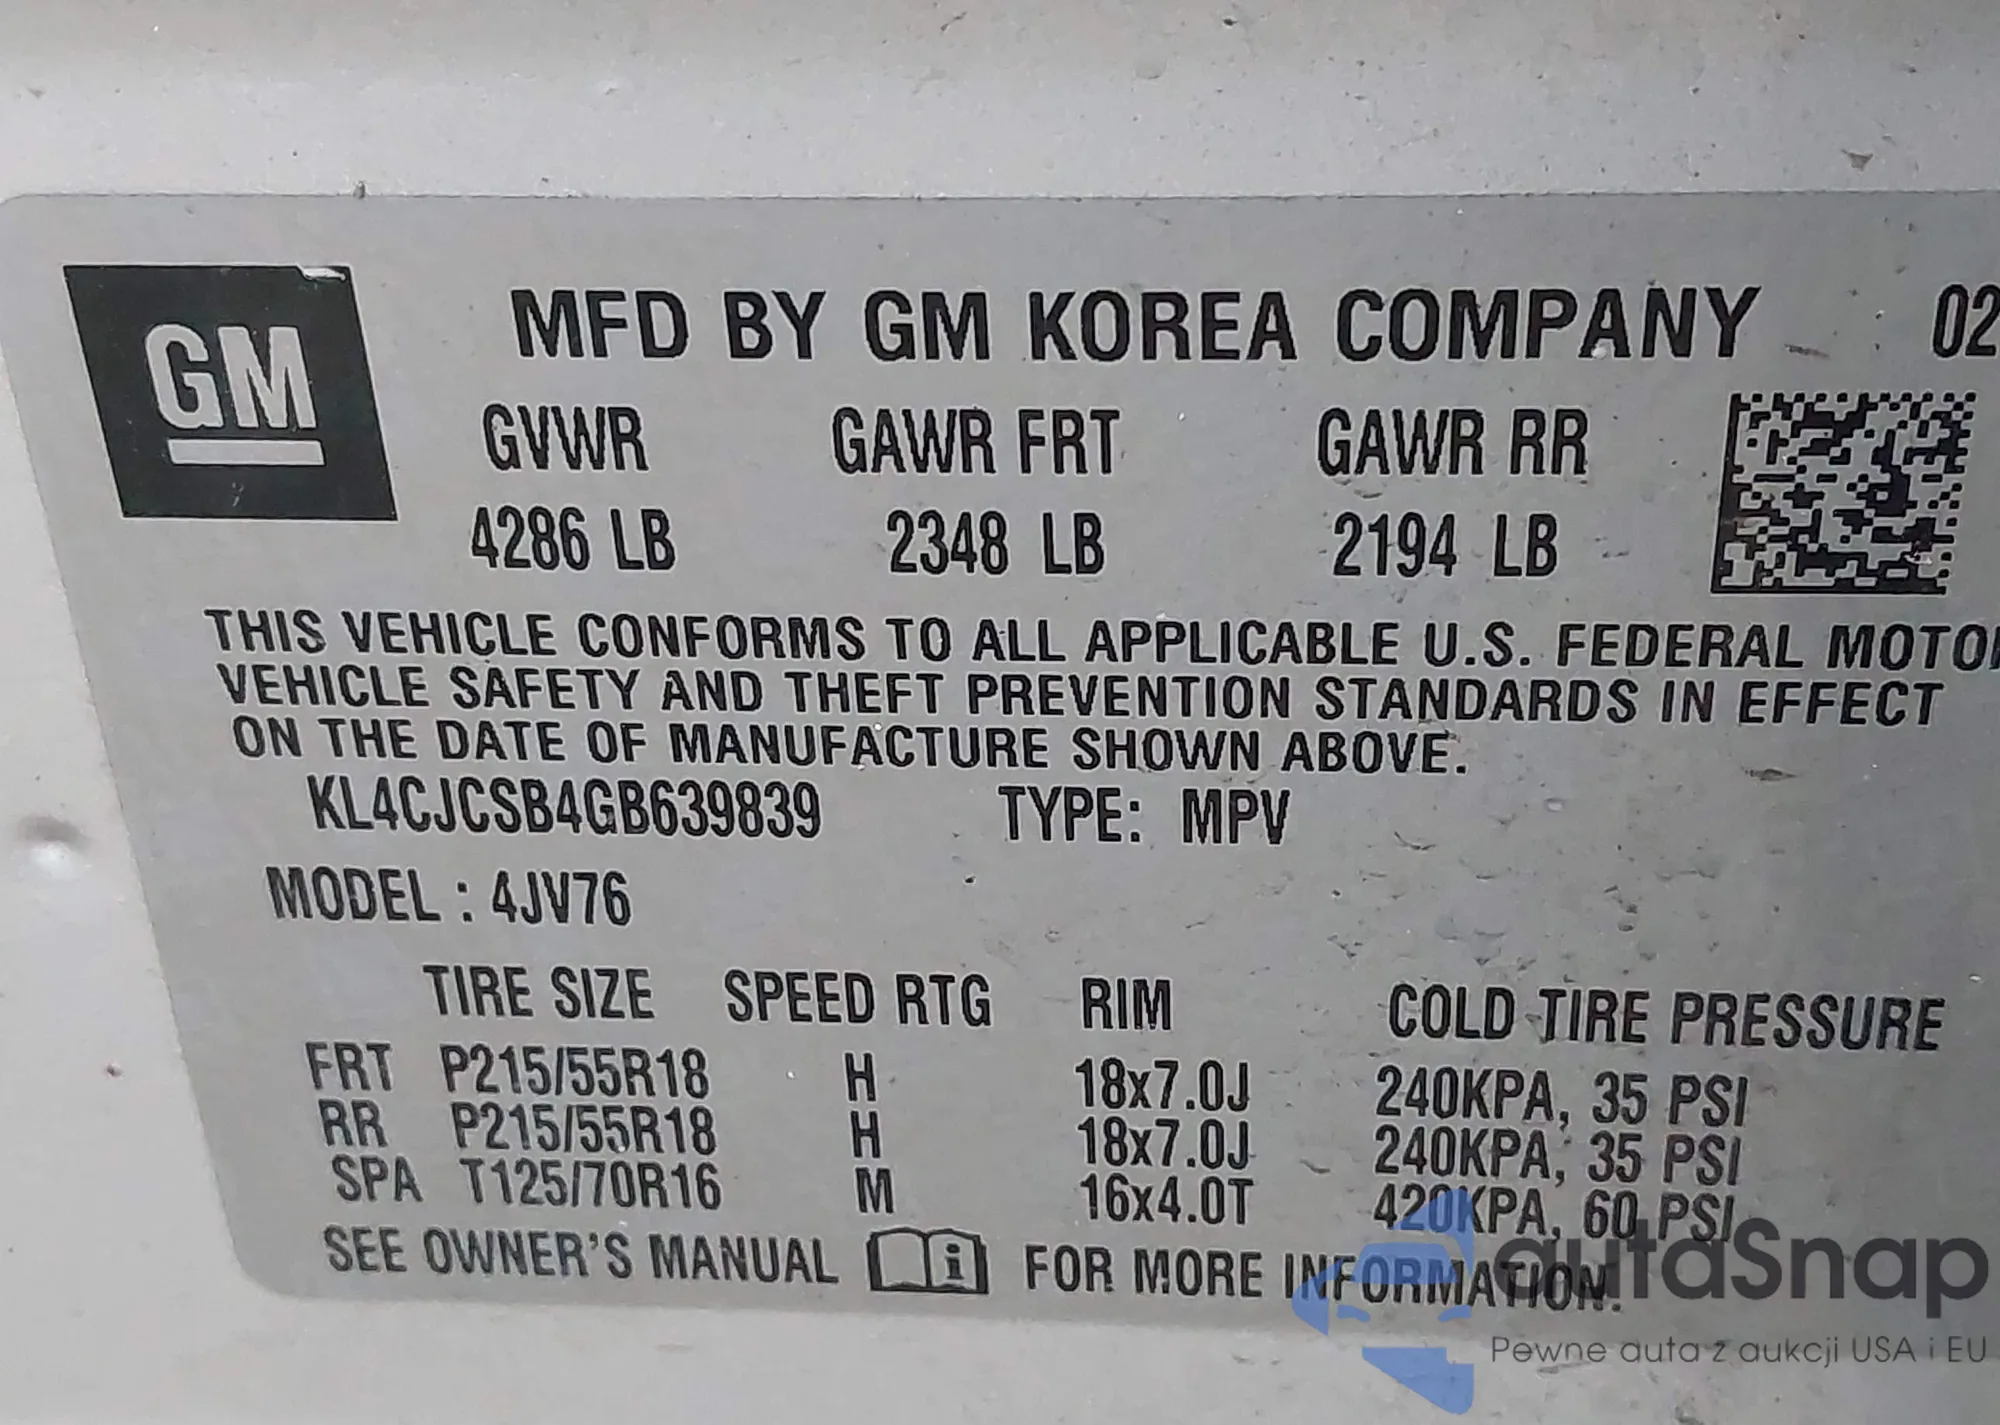 GM
MFD BY GM KOREA COMPANY 02
GVWR GAWR FRT GAWR RR
4286 LB 2348 LB 2194 LB
THIS VEHICLE CONFORMS TO ALL APPLICABLE U.S. FEDERAL MOTOR
VEHICLE SAFETY AND THEFT PREVENTION STANDARDS IN EFFECT
ON THE DATE OF MANUFACTURE SHOWN ABOVE.
KL4CJCSB4GB639839 TYPE: MPV
MODEL : 4JV76
TIRE SIZE SPEED RTG RIM COLD TIRE PRESSURE
FRT P215/55R18 H 18x7.0J 240KPA, 35 PSI
RR P215/55R18 H 18x7.0J 240KPA, 35 PSI
SPA T125/70R16 M 16x4.0T 420KPA, 60 PSI
SEE OWNER'S MANUAL i FOR MORE INFORMATION.
autaSnap
Pewne auta z aukcji USA i EU